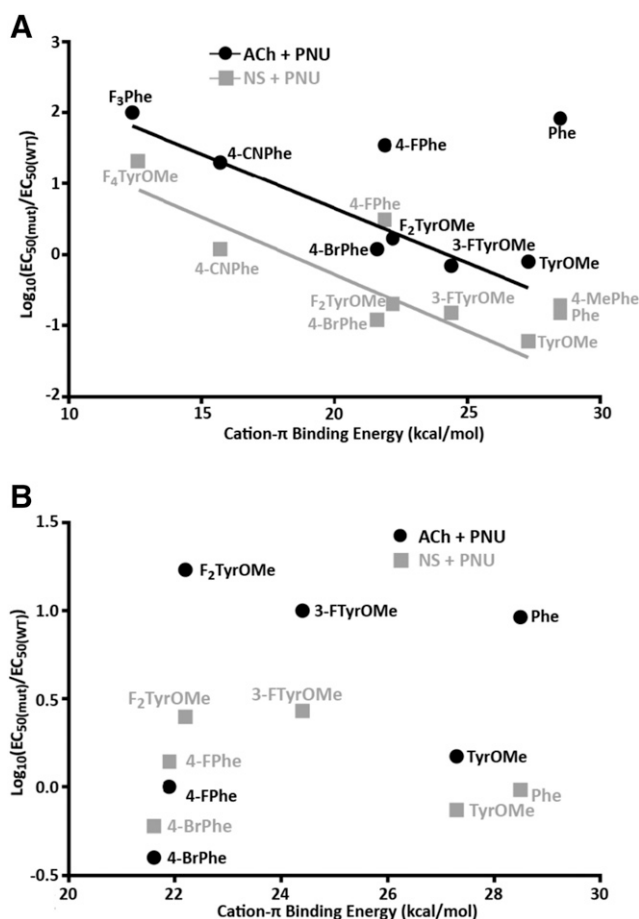 A
ACh + PNU
NS + PNU
Log₁₀(EC₅₀(mut)/EC₅₀(WT))
3
2
1
0
-1
-2
F₃Phe
4-CNPhe
4-FPhe
Phe
F₄TyrOMe
4-FPhe
F₂TyrOMe
4-BrPhe
3-FTyrOMe
TyrOMe
4-CNPhe
F₂TyrOMe
3-FTyrOMe
4-MePhe
Phe
4-BrPhe
TyrOMe
10 15 20 25 30
Cation-π Binding Energy (kcal/mol)
B
ACh + PNU
NS + PNU
Log₁₀(EC₅₀(mut)/EC₅₀(WT))
1.5
1.0
0.5
0.0
-0.5
F₂TyrOMe
3-FTyrOMe
Phe
F₂TyrOMe
3-FTyrOMe
4-FPhe
TyrOMe
4-FPhe
Phe
4-BrPhe
TyrOMe
4-BrPhe
20 22 24 26 28 30
Cation-π Binding Energy (kcal/mol)